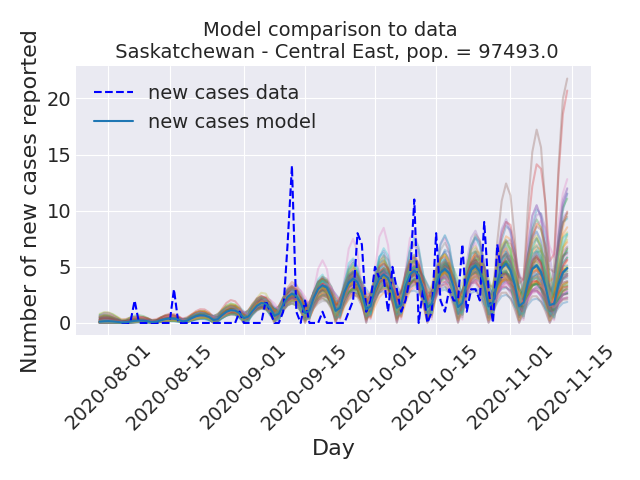 Model comparison to data
Saskatchewan - Central East, pop. = 97493.0
Number of new cases reported
new cases data
new cases model
20
15
10
5
0
2020-08-01
2020-08-15
2020-09-01
2020-09-15
2020-10-01
2020-10-15
2020-11-01
2020-11-15
Day